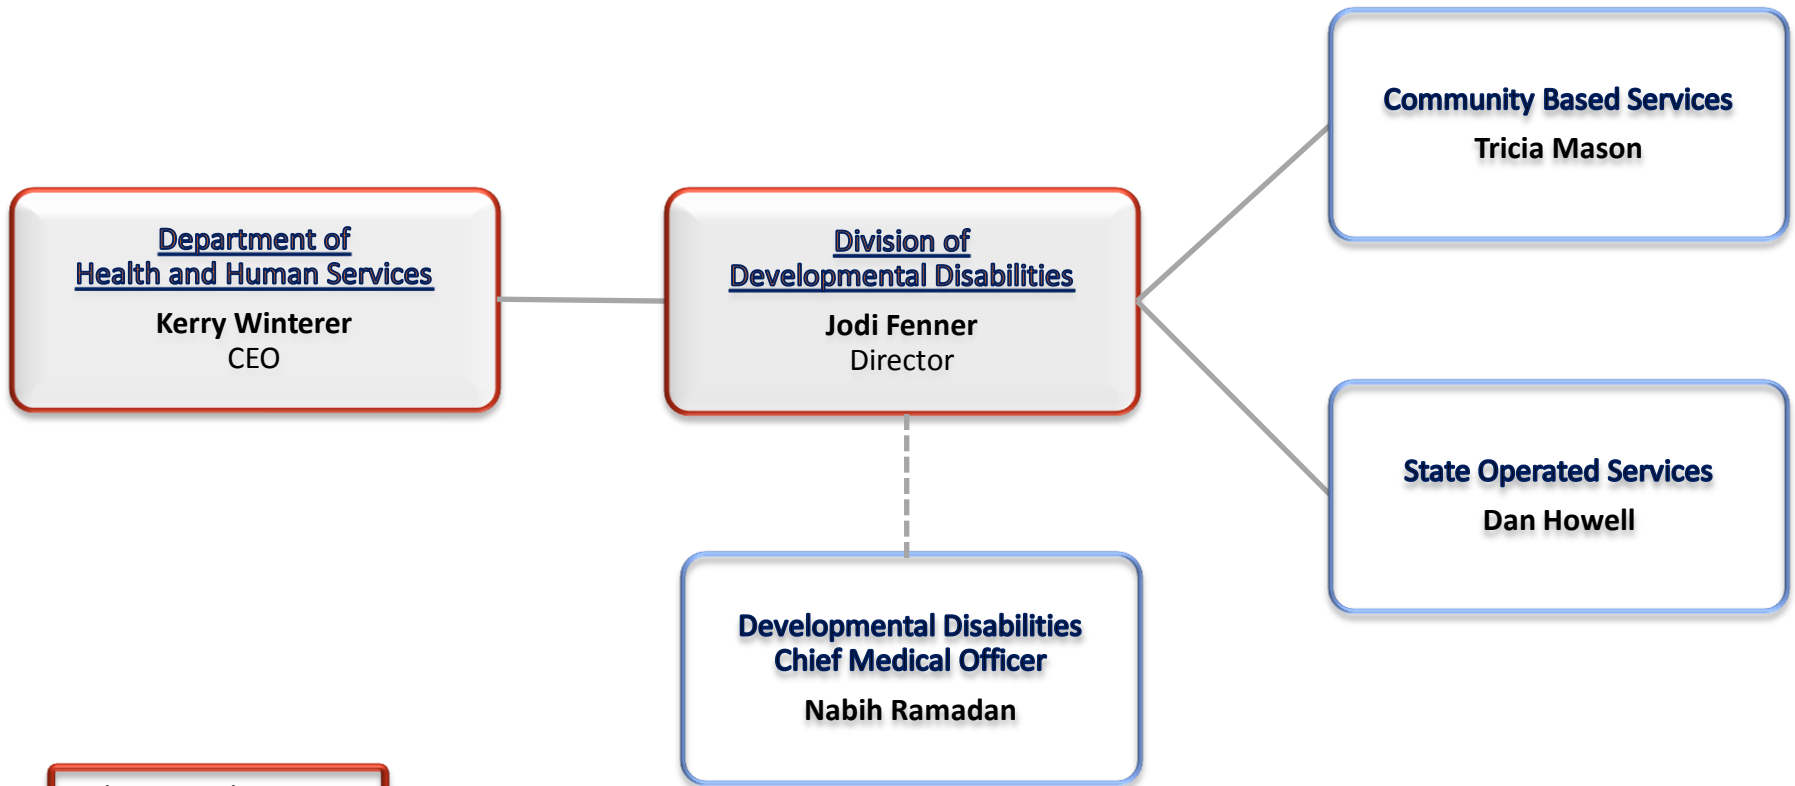 Department of
Health and Human Services
Kerry Winterer
CEO
Division of
Developmental Disabilities
Jodi Fenner
Director
Community Based Services
Tricia Mason
State Operated Services
Dan Howell
Developmental Disabilities
Chief Medical Officer
Nabih Ramadan